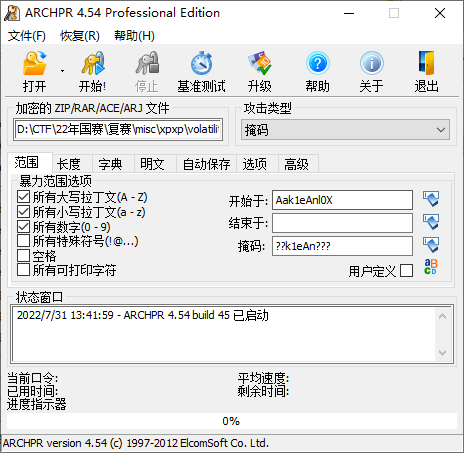 ARCHPR 4.54 Professional Edition
文件(F) 恢复(R) 帮助(H)
打开 开始! 停止 基准测试 升级 帮助 关于 退出
加密的 ZIP/RAR/ACE/ARJ 文件 攻击类型
D:\CTF\22年国赛\复赛\misc\xpxp\volatili 掩码
范围 长度 字典 明文 自动保存 选项 高级
暴力范围选项
所有大写拉丁文(A - Z) 开始于: Aak1eAnl0X
所有小写拉丁文(a - z)
所有数字(0 - 9) 结束于:
所有特殊符号(!@...) 掩码: ??k1eAn???
空格
所有可打印字符 用户定义
状态窗口
2022/7/31 13:41:59 - ARCHPR 4.54 build 45 已启动
当前口令: 平均速度:
已用时间: 剩余时间:
进度指示器
0%
ARCHPR version 4.54 (c) 1997-2012 ElcomSoft Co. Ltd.